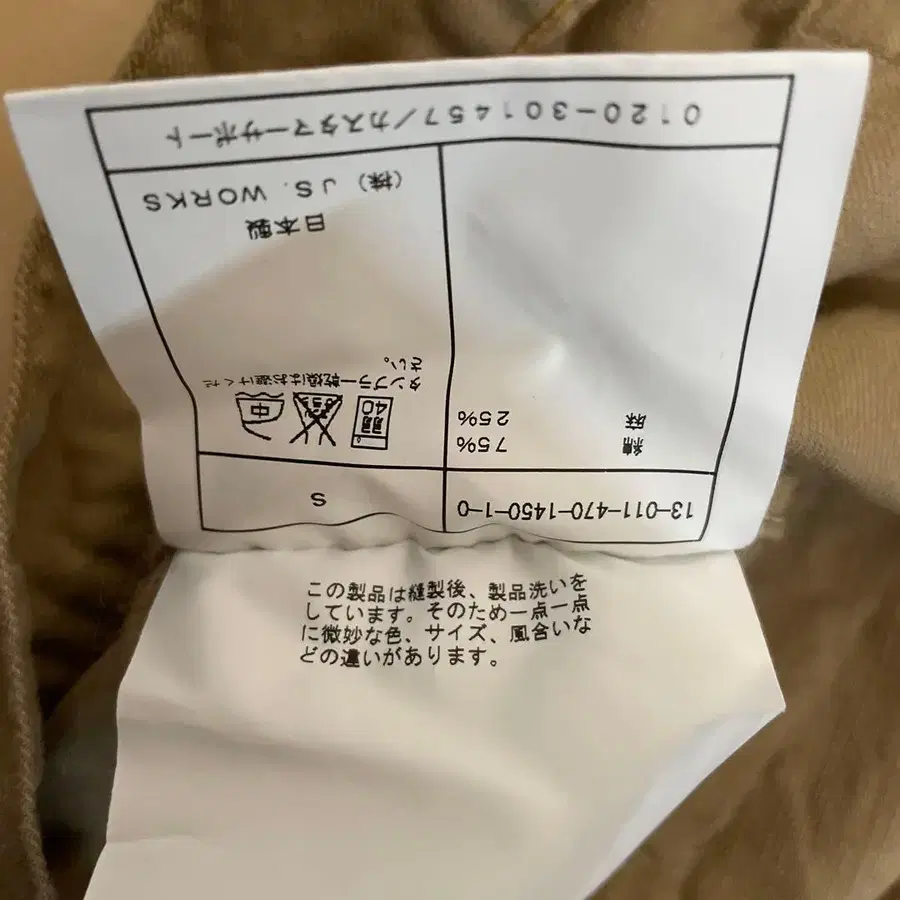 13-011-470-1450-1-0
S
綿 75%
麻 25%
40
中
タンブラー乾燥はお避けくだ
さい。
日本製
(株) JS. WORKS
0120-301457/カスタマーサポート
この製品は縫製後、製品洗いを
しています。そのため一点一点
に微妙な色、サイズ、風合いな
どの違いがあります。